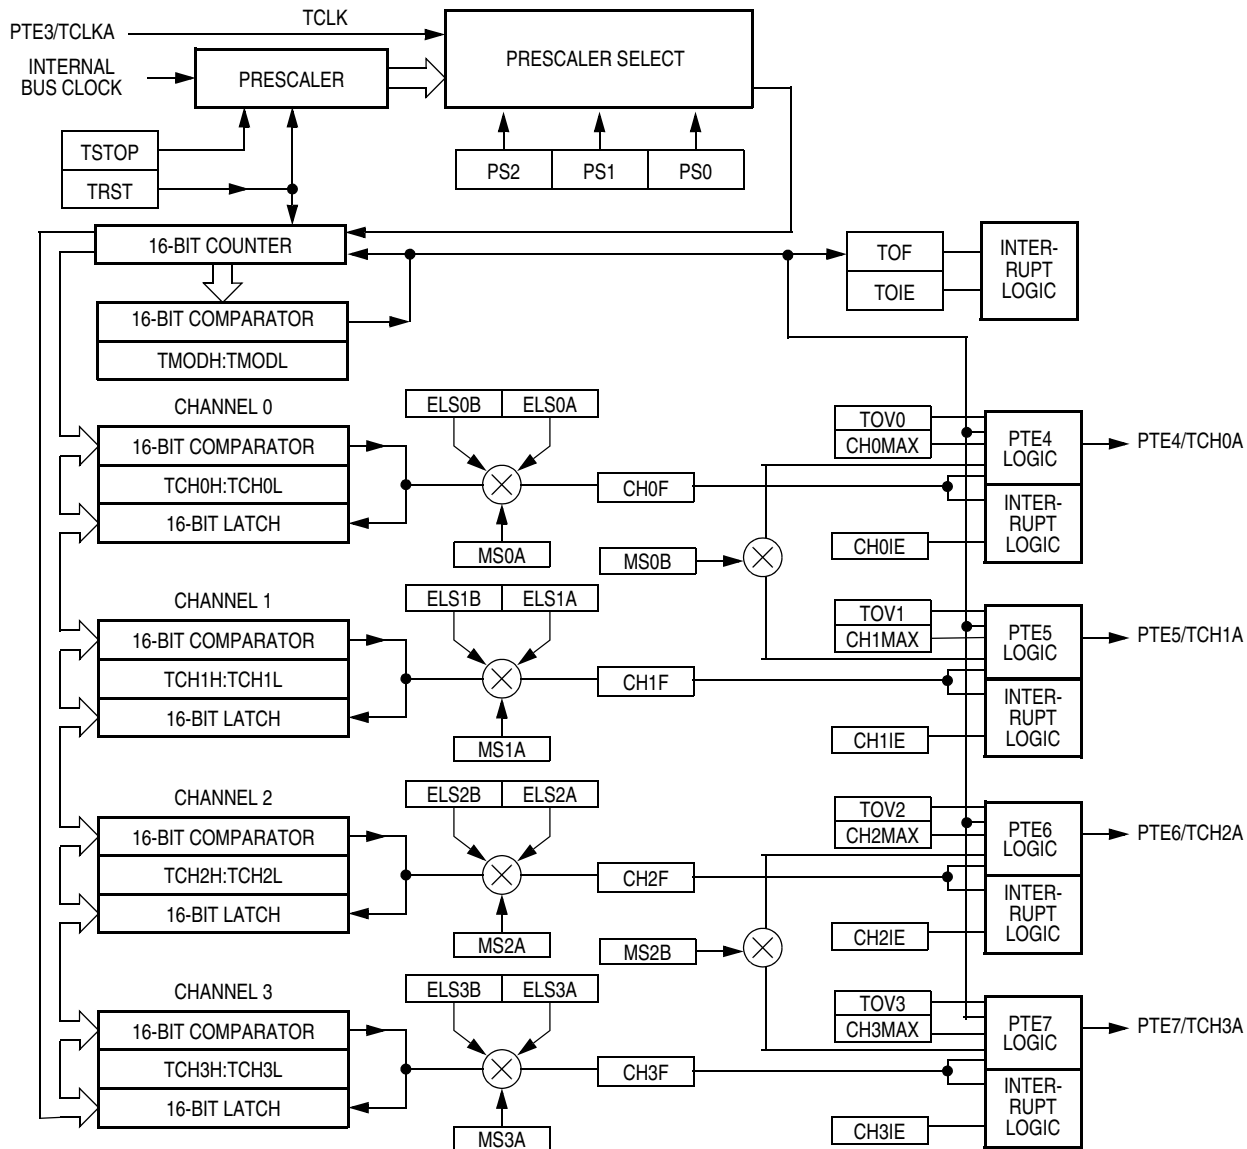 TCLK
PTE3/TCLKA
INTERNAL
BUS CLOCK
PRESCALER
PRESCALER SELECT
TSTOP
TRST
PS2
PS1
PS0
16-BIT COUNTER
TOF
TOIE
INTER-
RUPT
LOGIC
16-BIT COMPARATOR
TMODH:TMODL
CHANNEL 0
16-BIT COMPARATOR
TCH0H:TCH0L
16-BIT LATCH
ELS0B
ELS0A
MS0A
CH0F
MS0B
TOV0
CH0MAX
CH0IE
PTE4
LOGIC
INTER-
RUPT
LOGIC
PTE4/TCH0A
CHANNEL 1
16-BIT COMPARATOR
TCH1H:TCH1L
16-BIT LATCH
ELS1B
ELS1A
MS1A
CH1F
TOV1
CH1MAX
CH1IE
PTE5
LOGIC
INTER-
RUPT
LOGIC
PTE5/TCH1A
CHANNEL 2
16-BIT COMPARATOR
TCH2H:TCH2L
16-BIT LATCH
ELS2B
ELS2A
MS2A
CH2F
MS2B
TOV2
CH2MAX
CH2IE
PTE6
LOGIC
INTER-
RUPT
LOGIC
PTE6/TCH2A
CHANNEL 3
16-BIT COMPARATOR
TCH3H:TCH3L
16-BIT LATCH
ELS3B
ELS3A
MS3A
CH3F
TOV3
CH3MAX
CH3IE
PTE7
LOGIC
INTER-
RUPT
LOGIC
PTE7/TCH3A